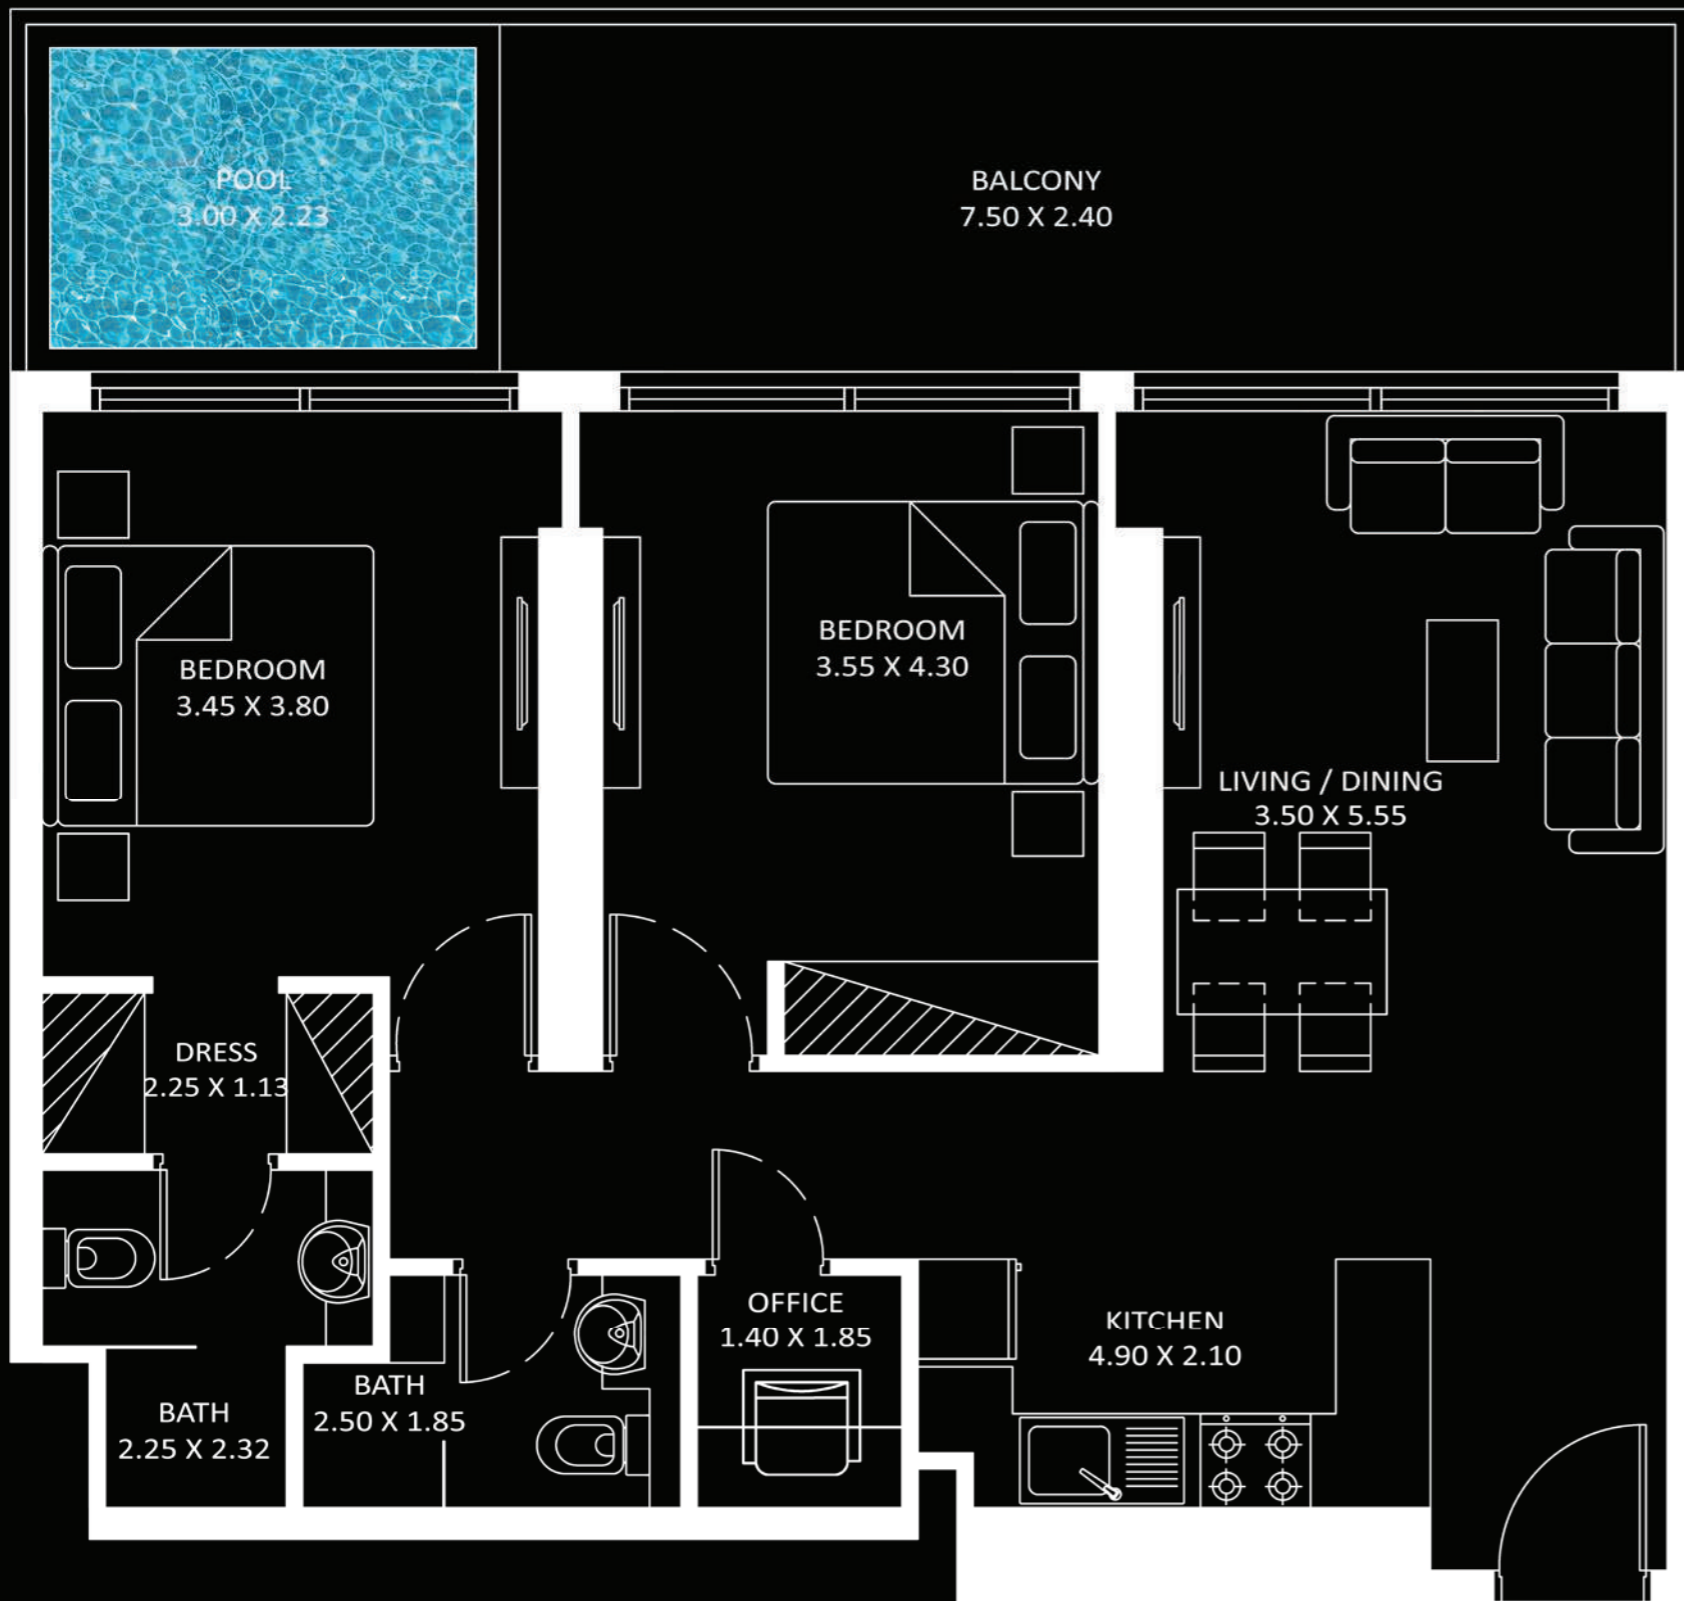 POOL
3.00 X 2.23
BALCONY
7.50 X 2.40
BEDROOM
3.45 X 3.80
BEDROOM
3.55 X 4.30
LIVING / DINING
3.50 X 5.55
DRESS
2.25 X 1.13
OFFICE
1.40 X 1.85
KITCHEN
4.90 X 2.10
BATH
2.25 X 2.32
BATH
2.50 X 1.85